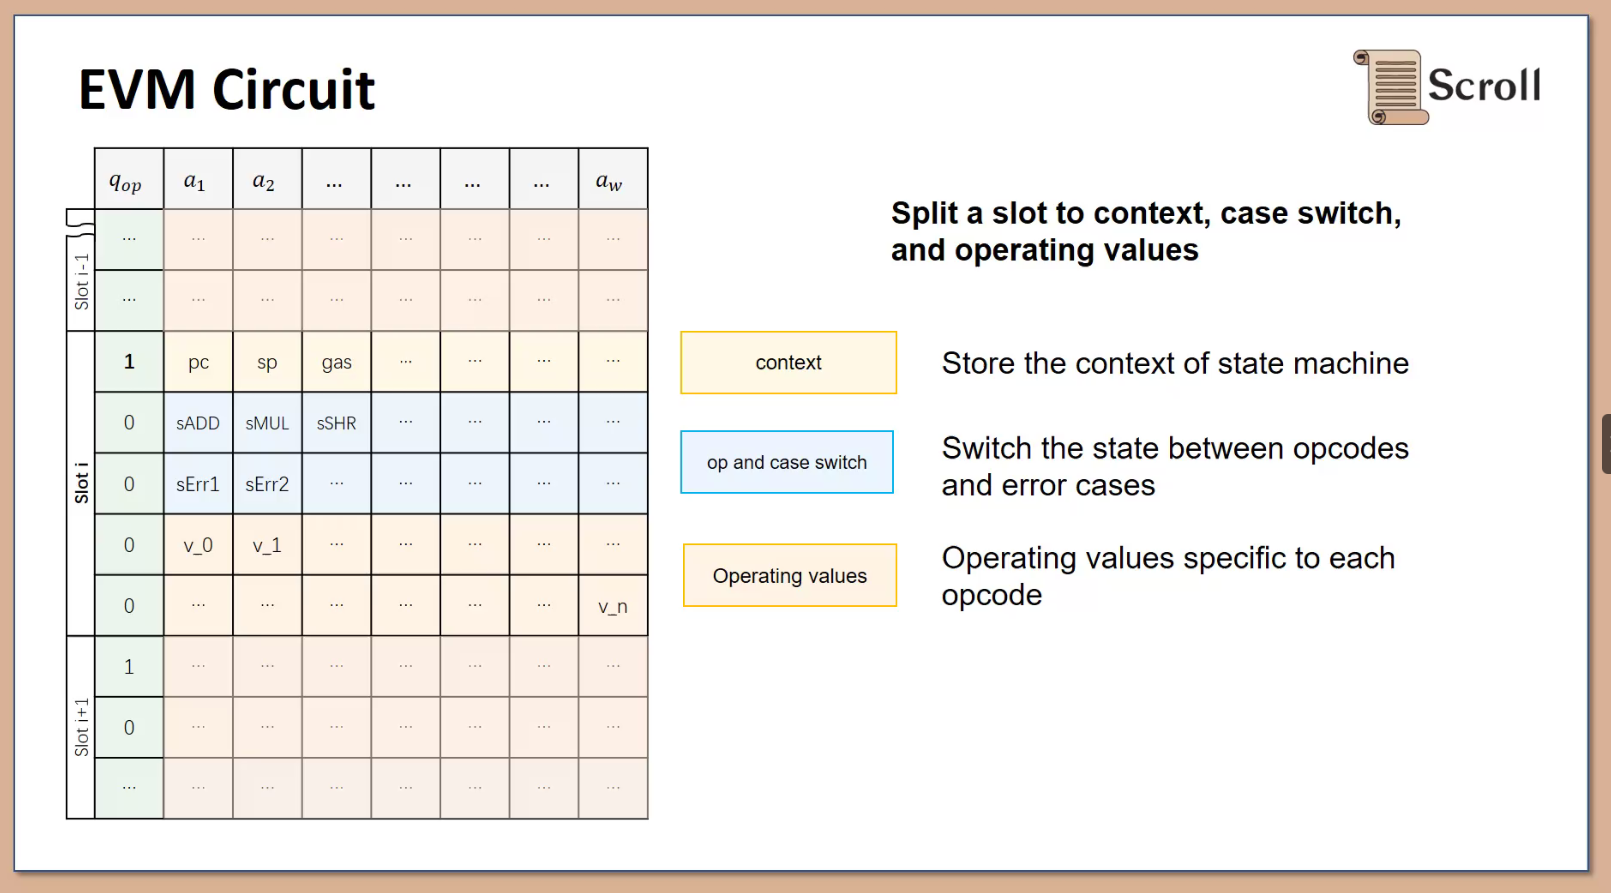 EVM Circuit
Scroll
q_op a_1 a_2 ... ... ... ... a_w
Slot i-1
... ... ... ... ... ... ... ...
... ... ... ... ... ... ... ...
Slot i
1 pc sp gas ... ... ... ...
0 sADD sMUL sSHR ... ... ... ...
0 sErr1 sErr2 ... ... ... ... ...
0 v_0 v_1 ... ... ... ... ...
0 ... ... ... ... ... ... v_n
Slot i+1
1 ... ... ... ... ... ... ...
0 ... ... ... ... ... ... ...
... ... ... ... ... ... ... ...
Split a slot to context, case switch,
and operating values
context
Store the context of state machine
op and case switch
Switch the state between opcodes
and error cases
Operating values
Operating values specific to each
opcode